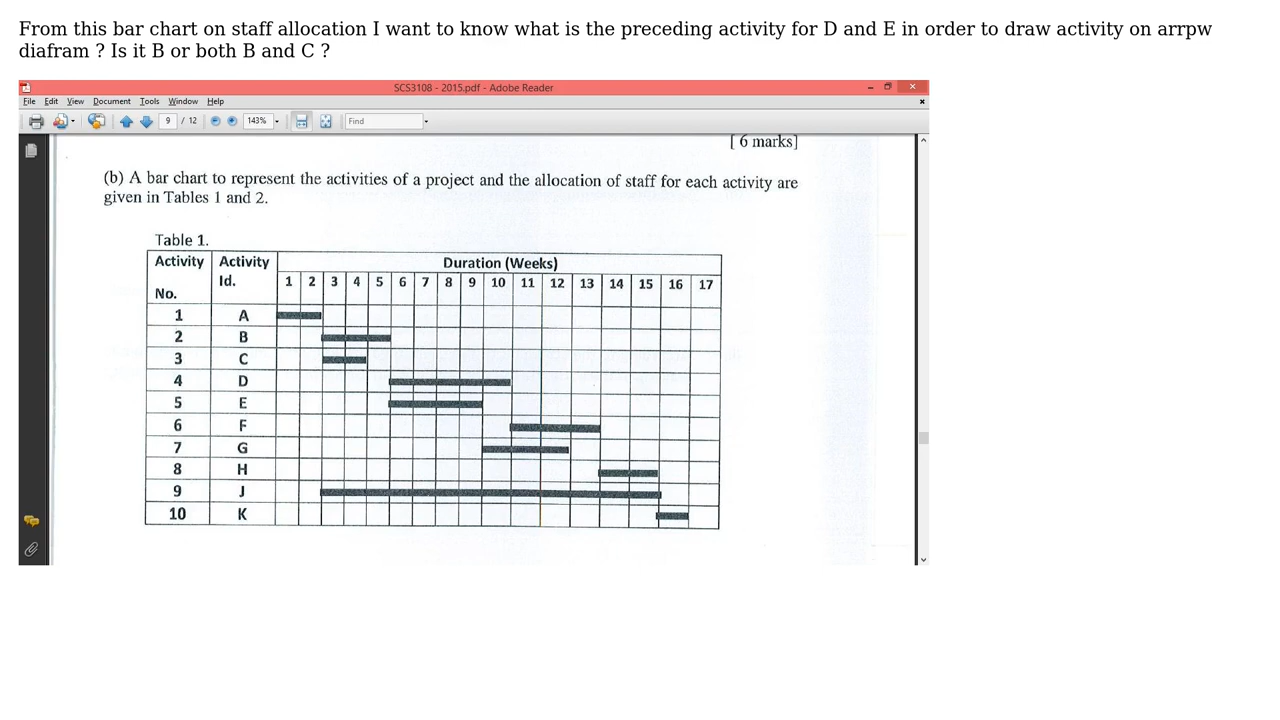 From this bar chart on staff allocation I want to know what is the preceding activity for D and E in order to draw activity on arrpw
diafram ? Is it B or both B and C ?
SCS3108 - 2015.pdf - Adobe Reader
File Edit View Document Tools Window Help
9 / 12 143% Find
[ 6 marks]
(b) A bar chart to represent the activities of a project and the allocation of staff for each activity are
given in Tables 1 and 2.
Table 1.
Activity Activity Duration (Weeks)
No. Id. 1 2 3 4 5 6 7 8 9 10 11 12 13 14 15 16 17
1 A
2 B
3 C
4 D
5 E
6 F
7 G
8 H
9 J
10 K